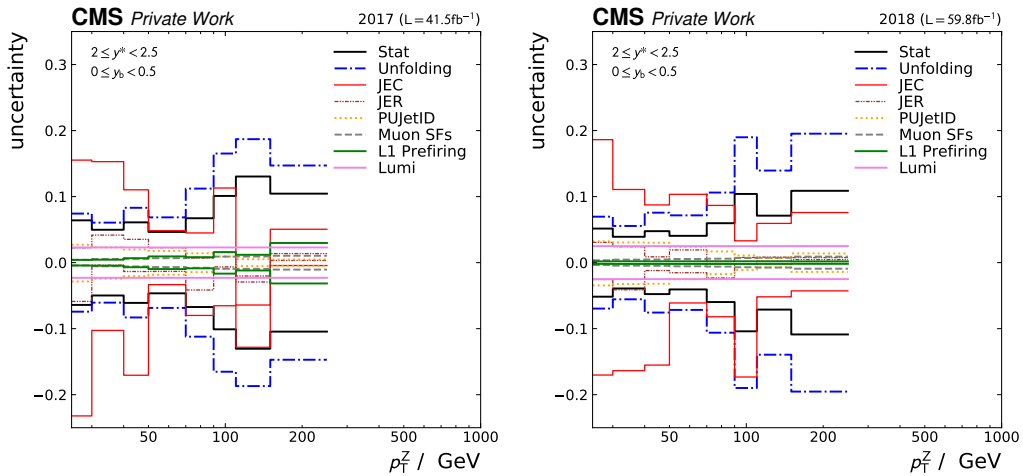 CMS Private Work 2017 (L = 41.5fb⁻¹)
uncertainty
2 ≤ y* < 2.5
0 ≤ y_b < 0.5
Stat
Unfolding
JEC
JER
PUJetID
Muon SFs
L1 Prefiring
Lumi
0.3
0.2
0.1
0.0
−0.1
−0.2
50 100 500 1000
p_T^Z / GeV
CMS Private Work 2018 (L = 59.8fb⁻¹)
uncertainty
2 ≤ y* < 2.5
0 ≤ y_b < 0.5
Stat
Unfolding
JEC
JER
PUJetID
Muon SFs
L1 Prefiring
Lumi
0.3
0.2
0.1
0.0
−0.1
−0.2
50 100 500 1000
p_T^Z / GeV